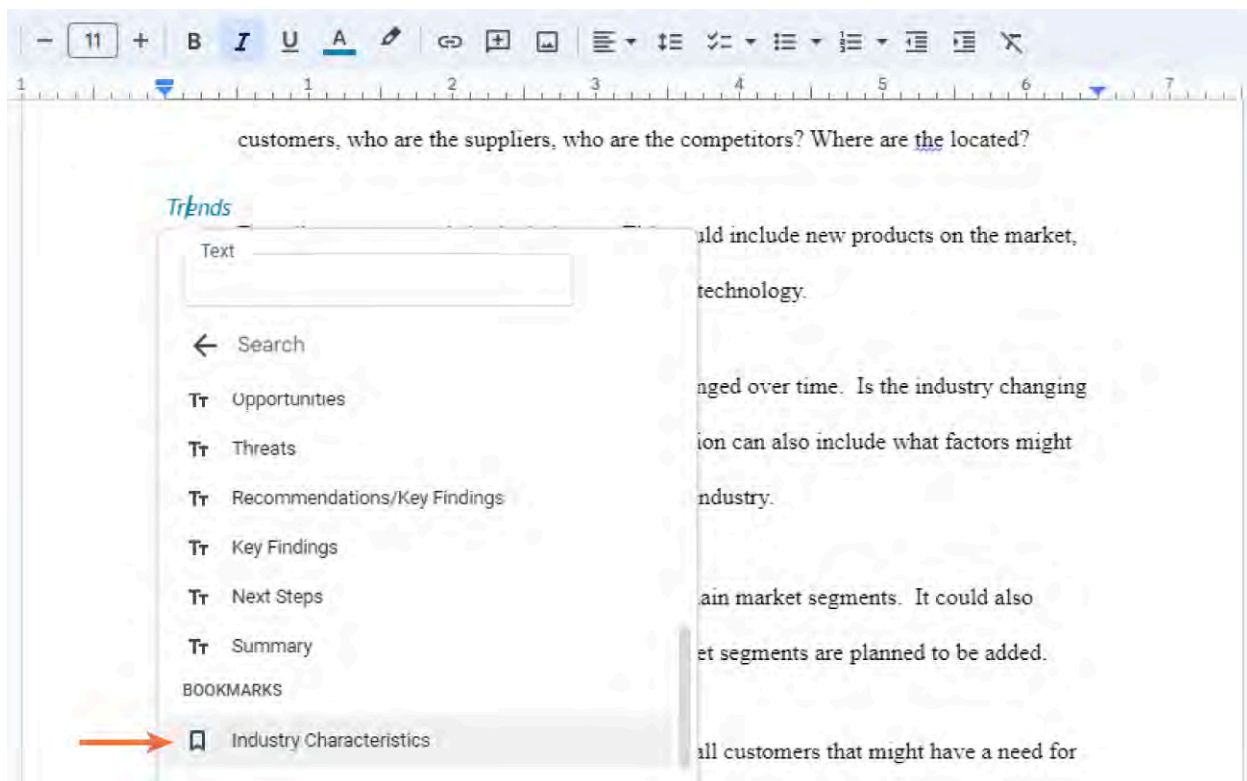 11 B I U A
1 1 2 3 4 5 6 7
customers, who are the suppliers, who are the competitors? Where are the located?
Trends
uld include new products on the market,
Text
technology.
Search
nged over time. Is the industry changing
Opportunities
ion can also include what factors might
Threats
Recommendations/Key Findings
ndustry.
Key Findings
Next Steps
ain market segments. It could also
Summary
et segments are planned to be added.
BOOKMARKS
Industry Characteristics
all customers that might have a need for